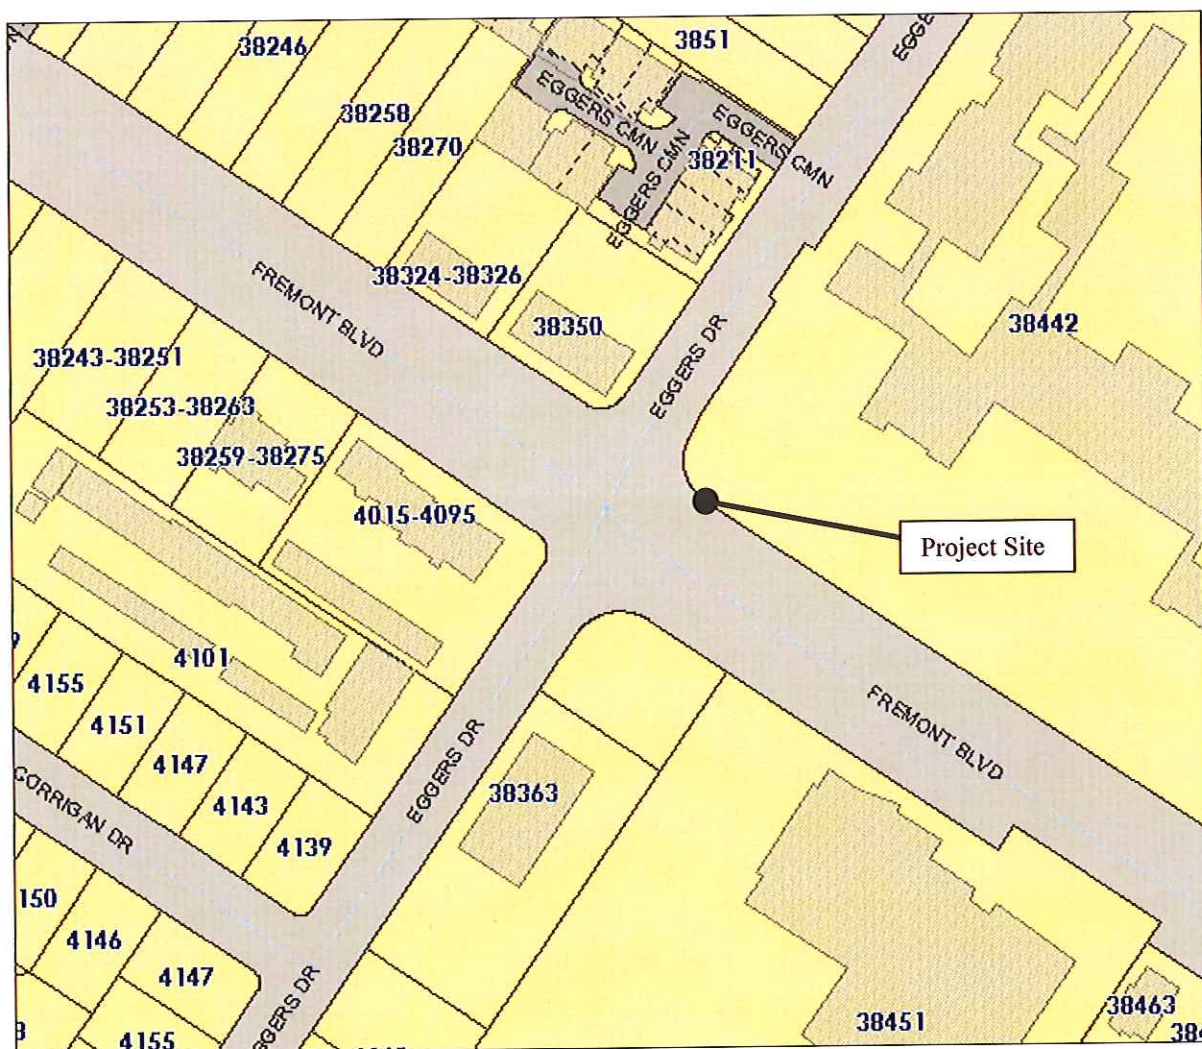 38246
3851
EGGERS CMN
EGGERS CMN
38258
38270
38211
EGGERS CMN
38324-38326
38350
FREMONT BLVD
EGGERS DR
38442
38243-38251
38253-38263
38259-38275
4015-4095
Project Site
4101
4155
4151
4147
4143
4139
EGGERS DR
38363
FREMONT BLVD
CORRIGAN DR
150
4146
4147
4155
EGGERS DR
38451
38463